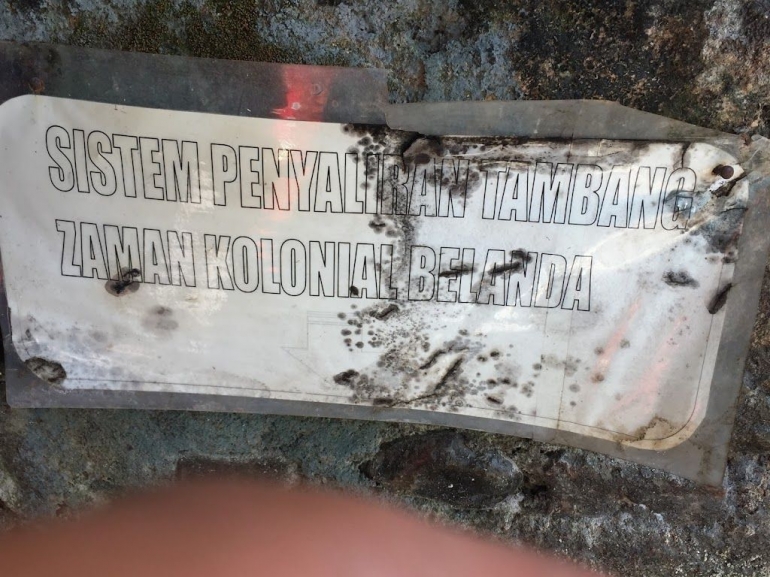 SISTEM PENYALIRAN TAMBANG
ZAMAN KOLONIAL BELANDA